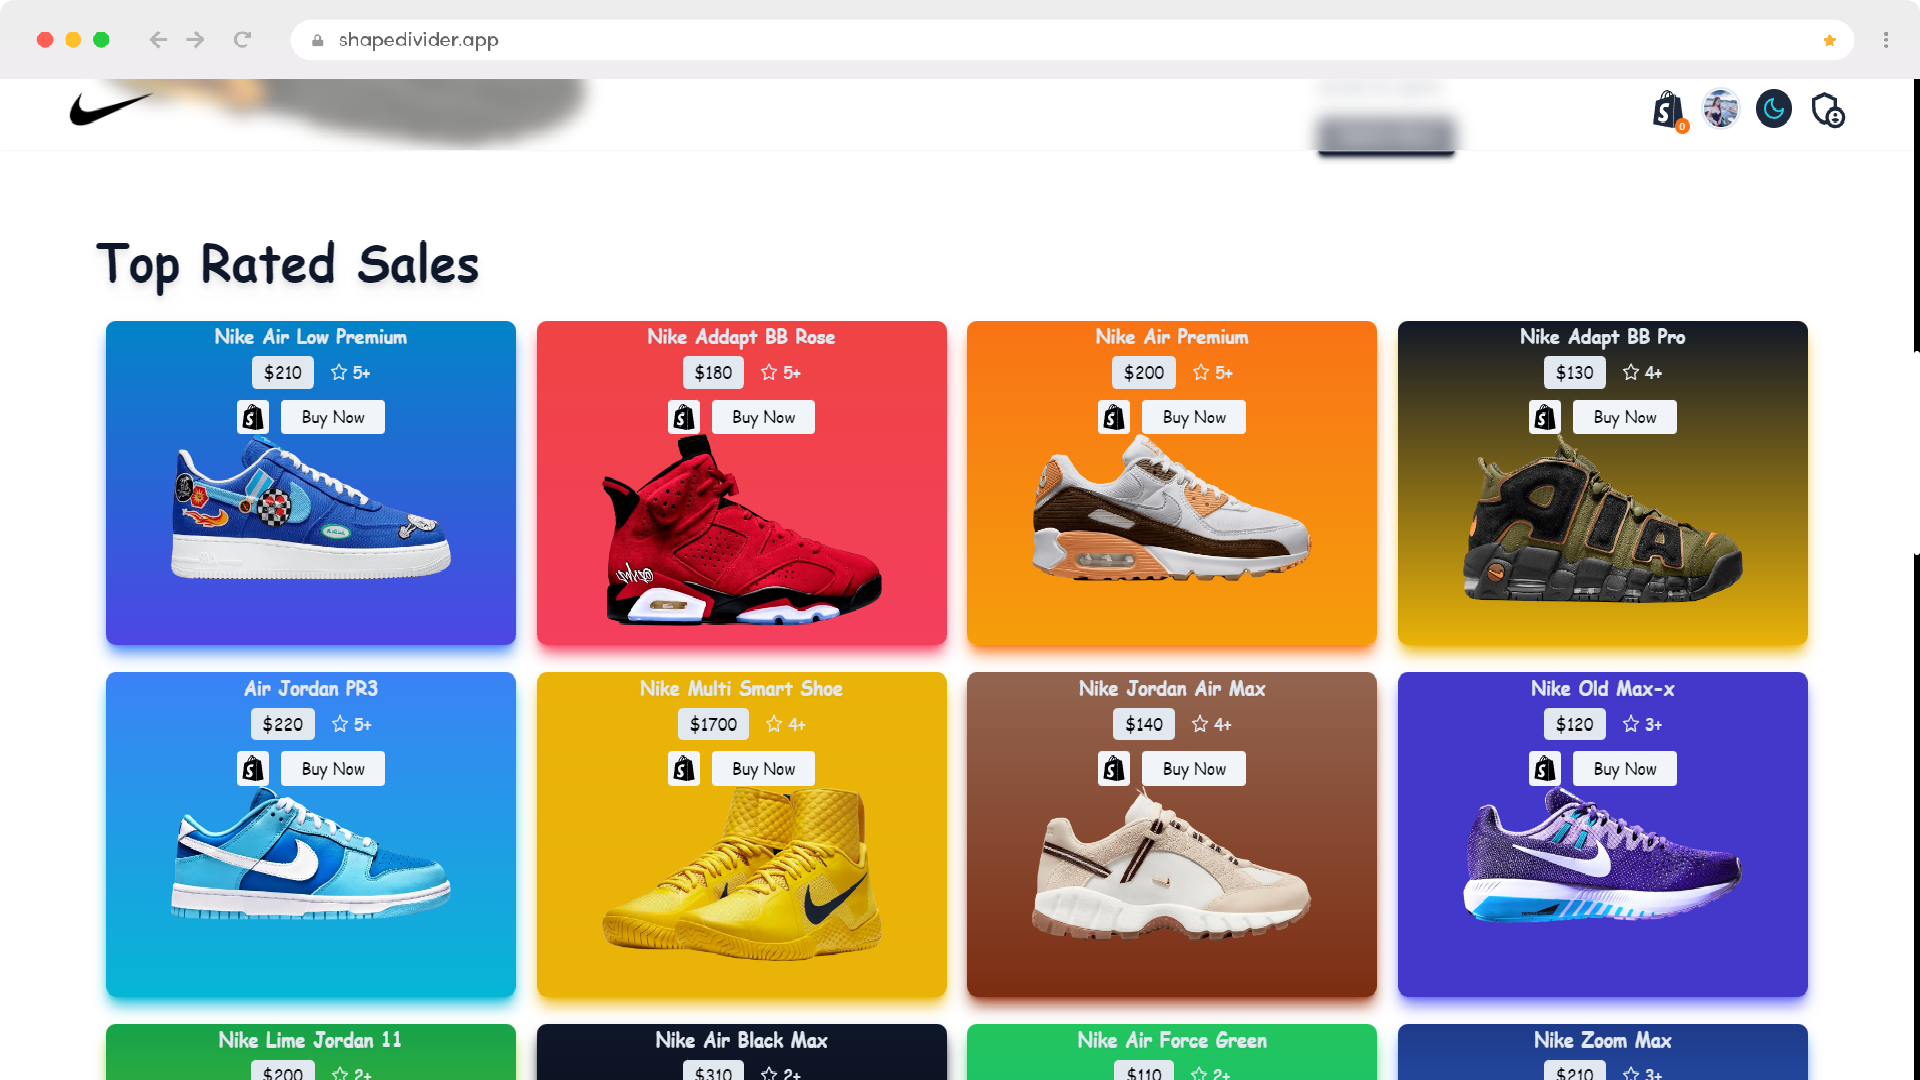 shapedivider.app
0
Top Rated Sales
Nike Air Low Premium
$210 5+
Buy Now
Nike Addapt BB Rose
$180 5+
Buy Now
Nike Air Premium
$200 5+
Buy Now
Nike Adapt BB Pro
$130 4+
Buy Now
Air Jordan PR3
$220 5+
Buy Now
Nike Multi Smart Shoe
$1700 4+
Buy Now
Nike Jordan Air Max
$140 4+
Buy Now
Nike Old Max-x
$120 3+
Buy Now
Nike Lime Jordan 11
$200 2+
Nike Air Black Max
$310 2+
Nike Air Force Green
$110 2+
Nike Zoom Max
$210 3+